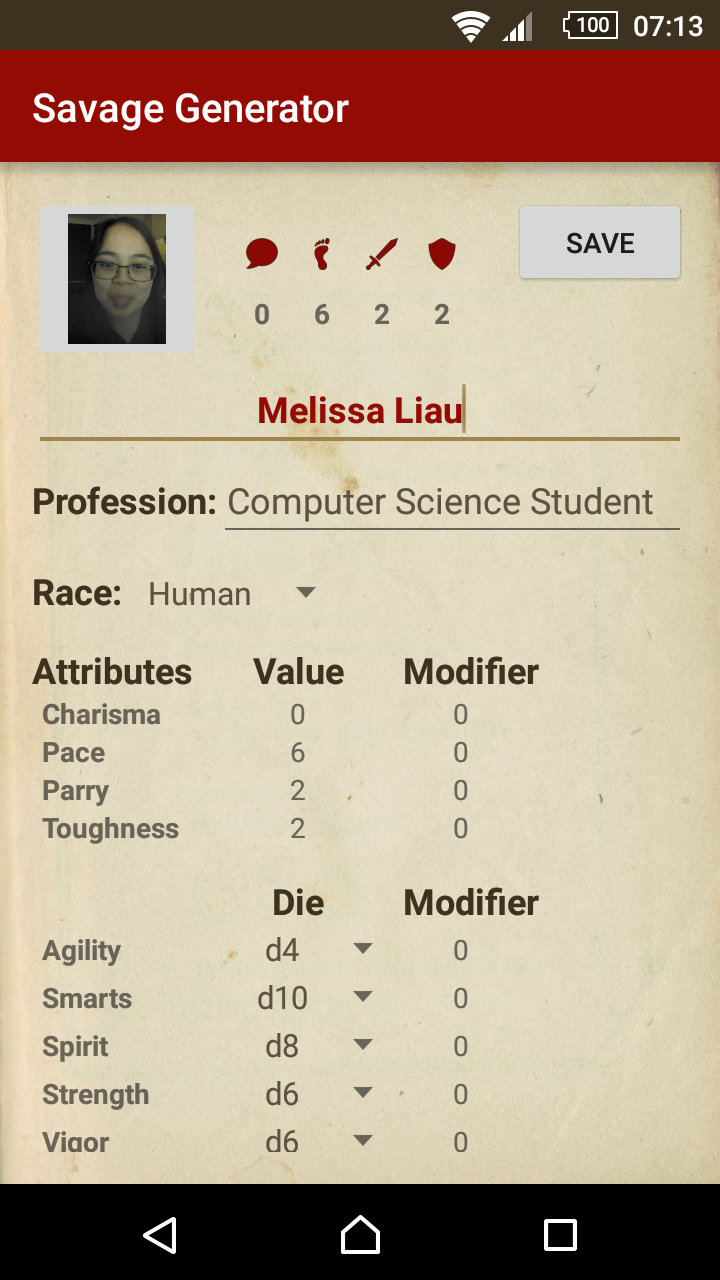 100 07:13
Savage Generator
SAVE
0 6 2 2
Melissa Liau
Profession: Computer Science Student
Race: Human
Attributes Value Modifier
Charisma 0 0
Pace 6 0
Parry 2 0
Toughness 2 0
Die Modifier
Agility d4 0
Smarts d10 0
Spirit d8 0
Strength d6 0
Vigor d6 0